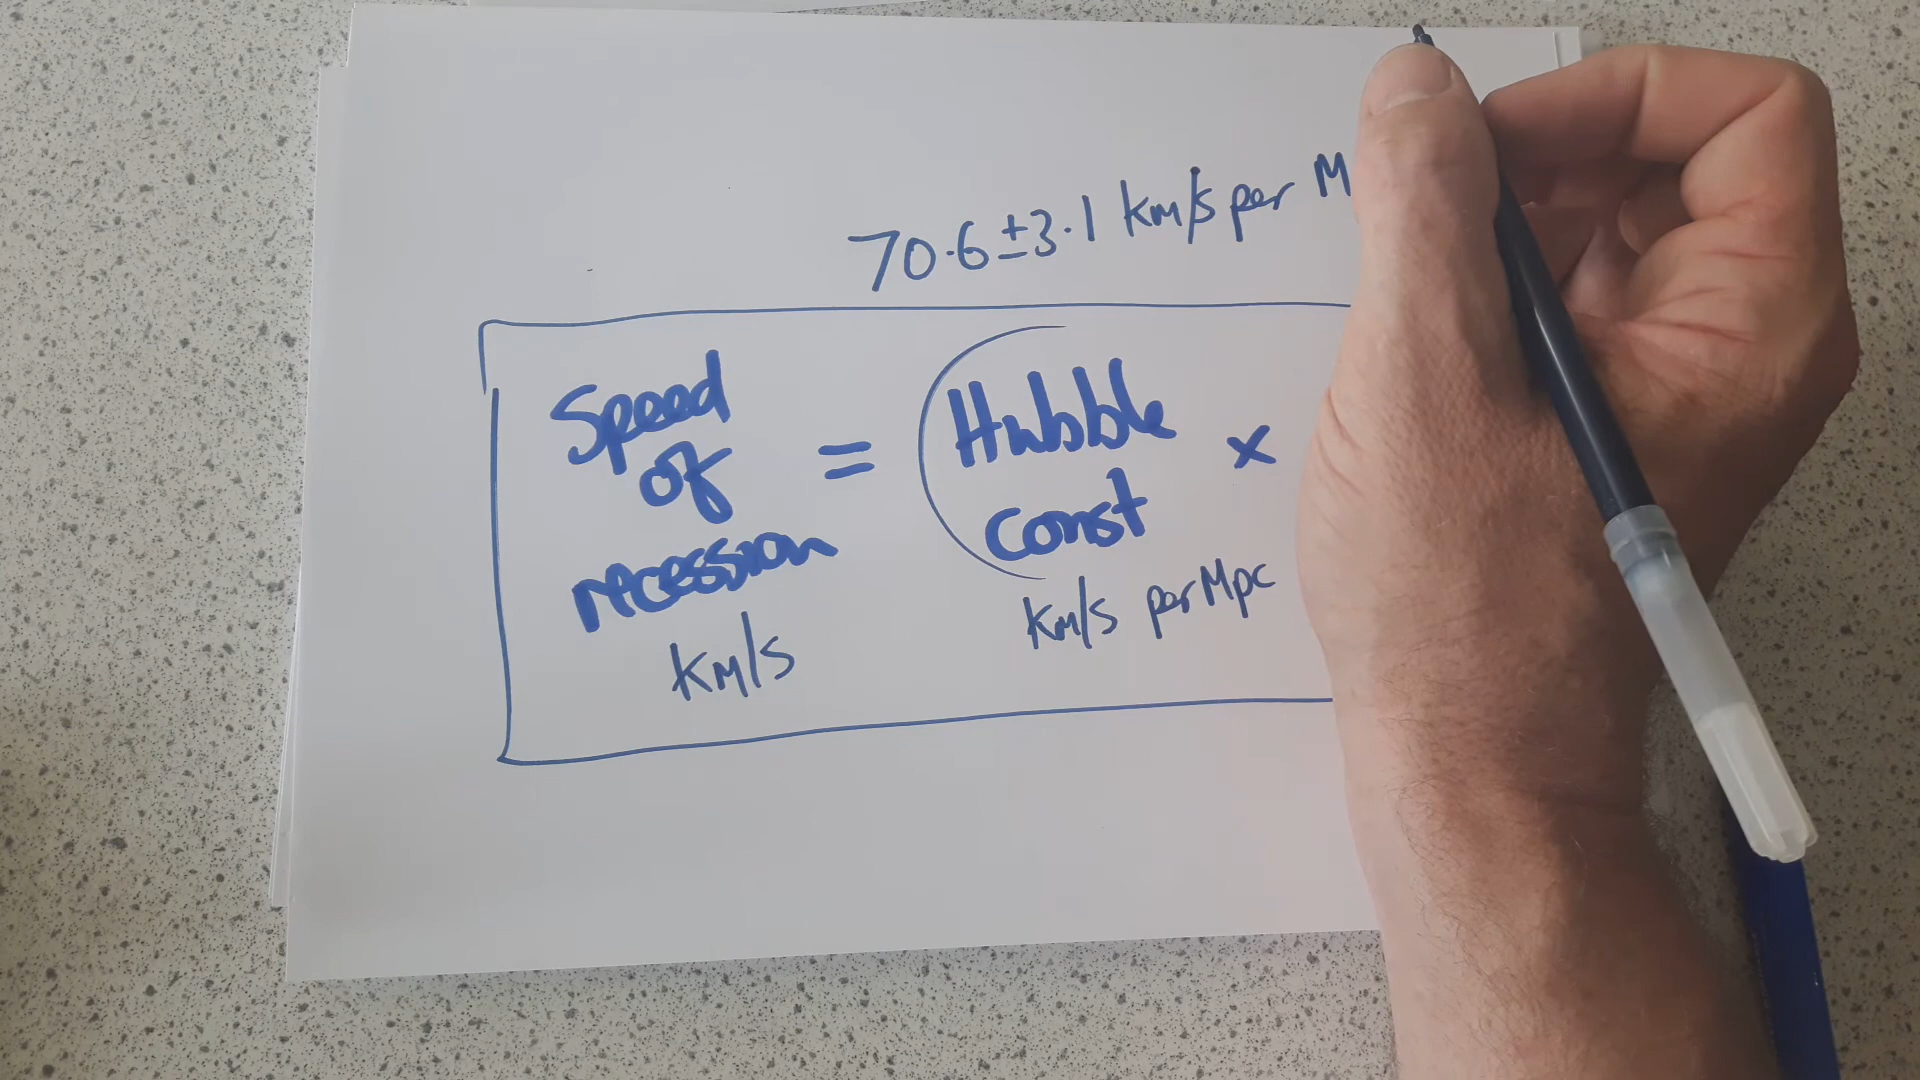 70.6±3.1 km/s per M
Speed of recession = Hubble const ×
km/s
km/s per Mpc